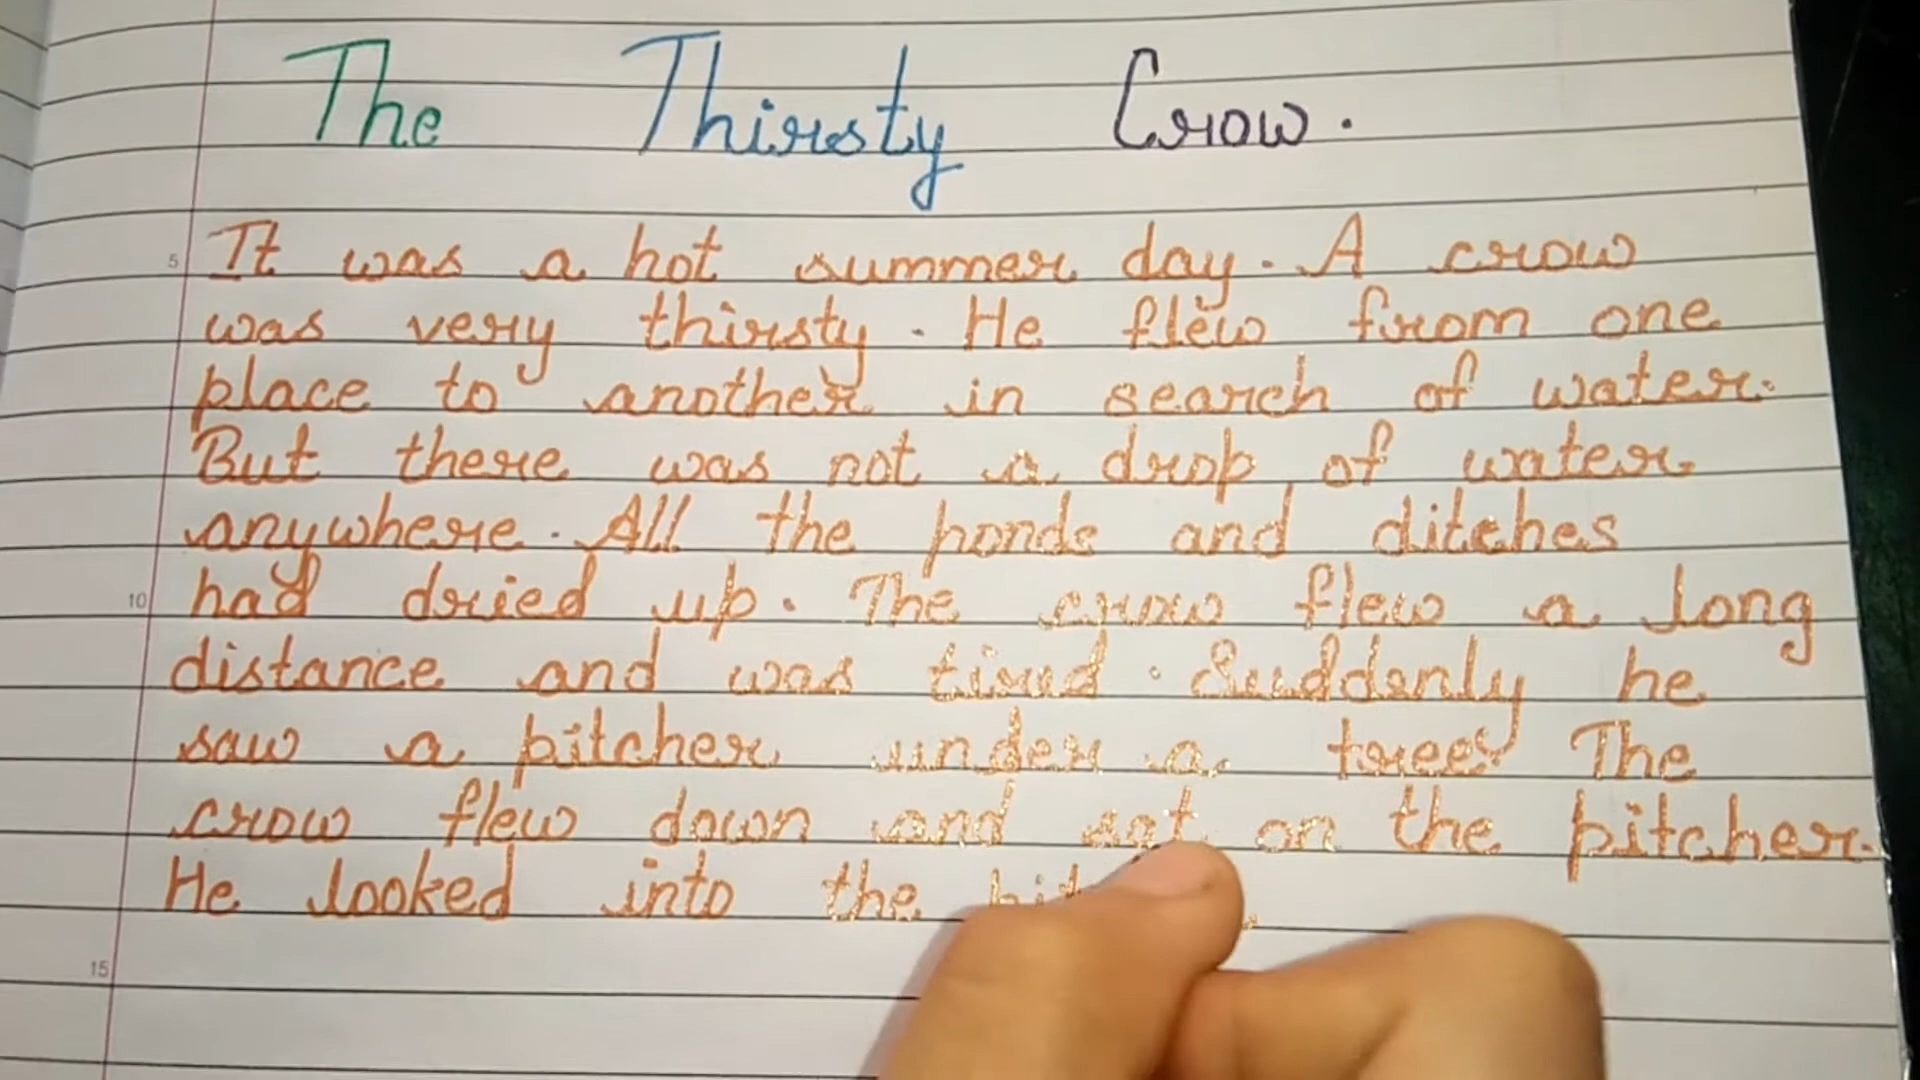 The Thirsty Crow.
5 It was a hot summer day. A crow
was very thirsty. He flew from one
place to another in search of water.
But there was not a drop of water
anywhere. All the ponds and ditches
10 had dried up. The crow flew a long
distance and was tired. Suddenly he
saw a pitcher under a tree. The
crow flew down and sat on the pitcher.
He looked into the
15